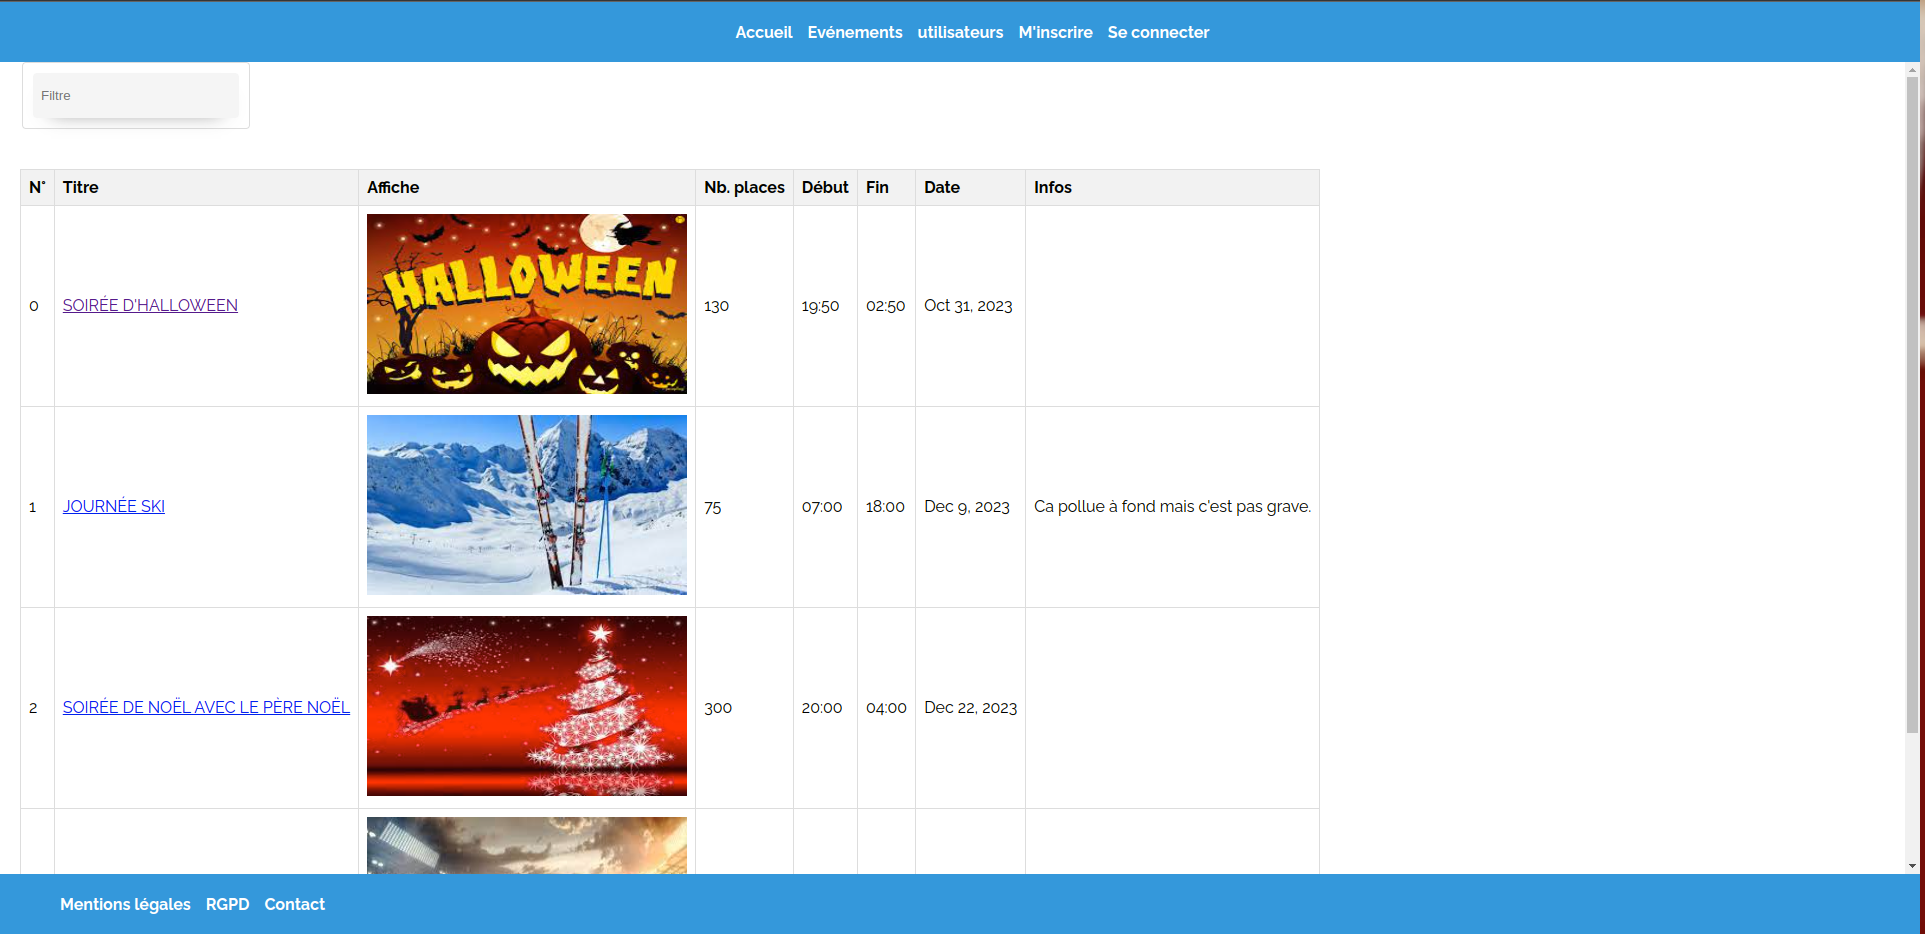 Accueil Evénements utilisateurs M'inscrire Se connecter
Filtre
N° Titre Affiche Nb. places Début Fin Date Infos
HALLOWEEN
0 SOIRÉE D'HALLOWEEN 130 19:50 02:50 Oct 31, 2023
1 JOURNÉE SKI 75 07:00 18:00 Dec 9, 2023 Ca pollue à fond mais c'est pas grave.
2 SOIRÉE DE NOËL AVEC LE PÈRE NOËL 300 20:00 04:00 Dec 22, 2023
Mentions légales RGPD Contact